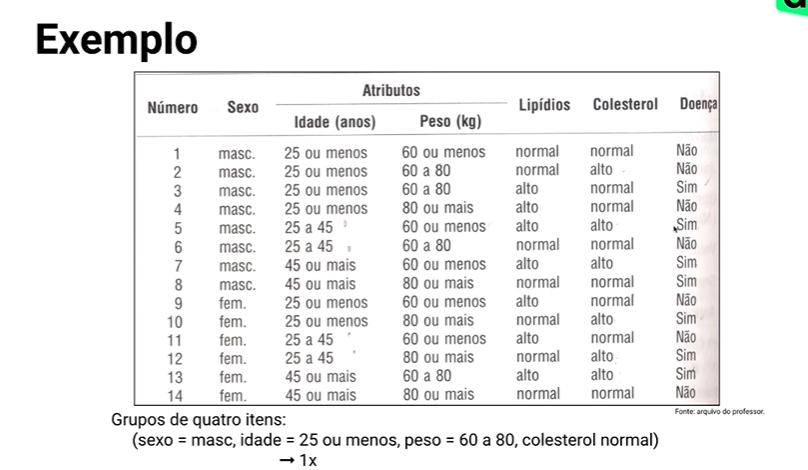 Exemplo
Atributos
Número Sexo Idade (anos) Peso (kg) Lipídios Colesterol Doença
1 masc. 25 ou menos 60 ou menos normal normal Não
2 masc. 25 ou menos 60 a 80 normal alto Não
3 masc. 25 ou menos 60 a 80 alto normal Sim
4 masc. 25 ou menos 80 ou mais alto normal Não
5 masc. 25 a 45 60 ou menos alto alto Sim
6 masc. 25 a 45 60 a 80 normal normal Não
7 masc. 45 ou mais 60 ou menos alto alto Sim
8 masc. 45 ou mais 80 ou mais normal normal Sim
9 fem. 25 ou menos 60 ou menos alto normal Não
10 fem. 25 ou menos 80 ou mais normal alto Sim
11 fem. 25 a 45 60 ou menos alto normal Não
12 fem. 25 a 45 80 ou mais normal alto Sim
13 fem. 45 ou mais 60 a 80 alto alto Sim
14 fem. 45 ou mais 80 ou mais normal normal Não
Fonte: arquivo do professor.
Grupos de quatro itens:
(sexo = masc, idade = 25 ou menos, peso = 60 a 80, colesterol normal)
→ 1x